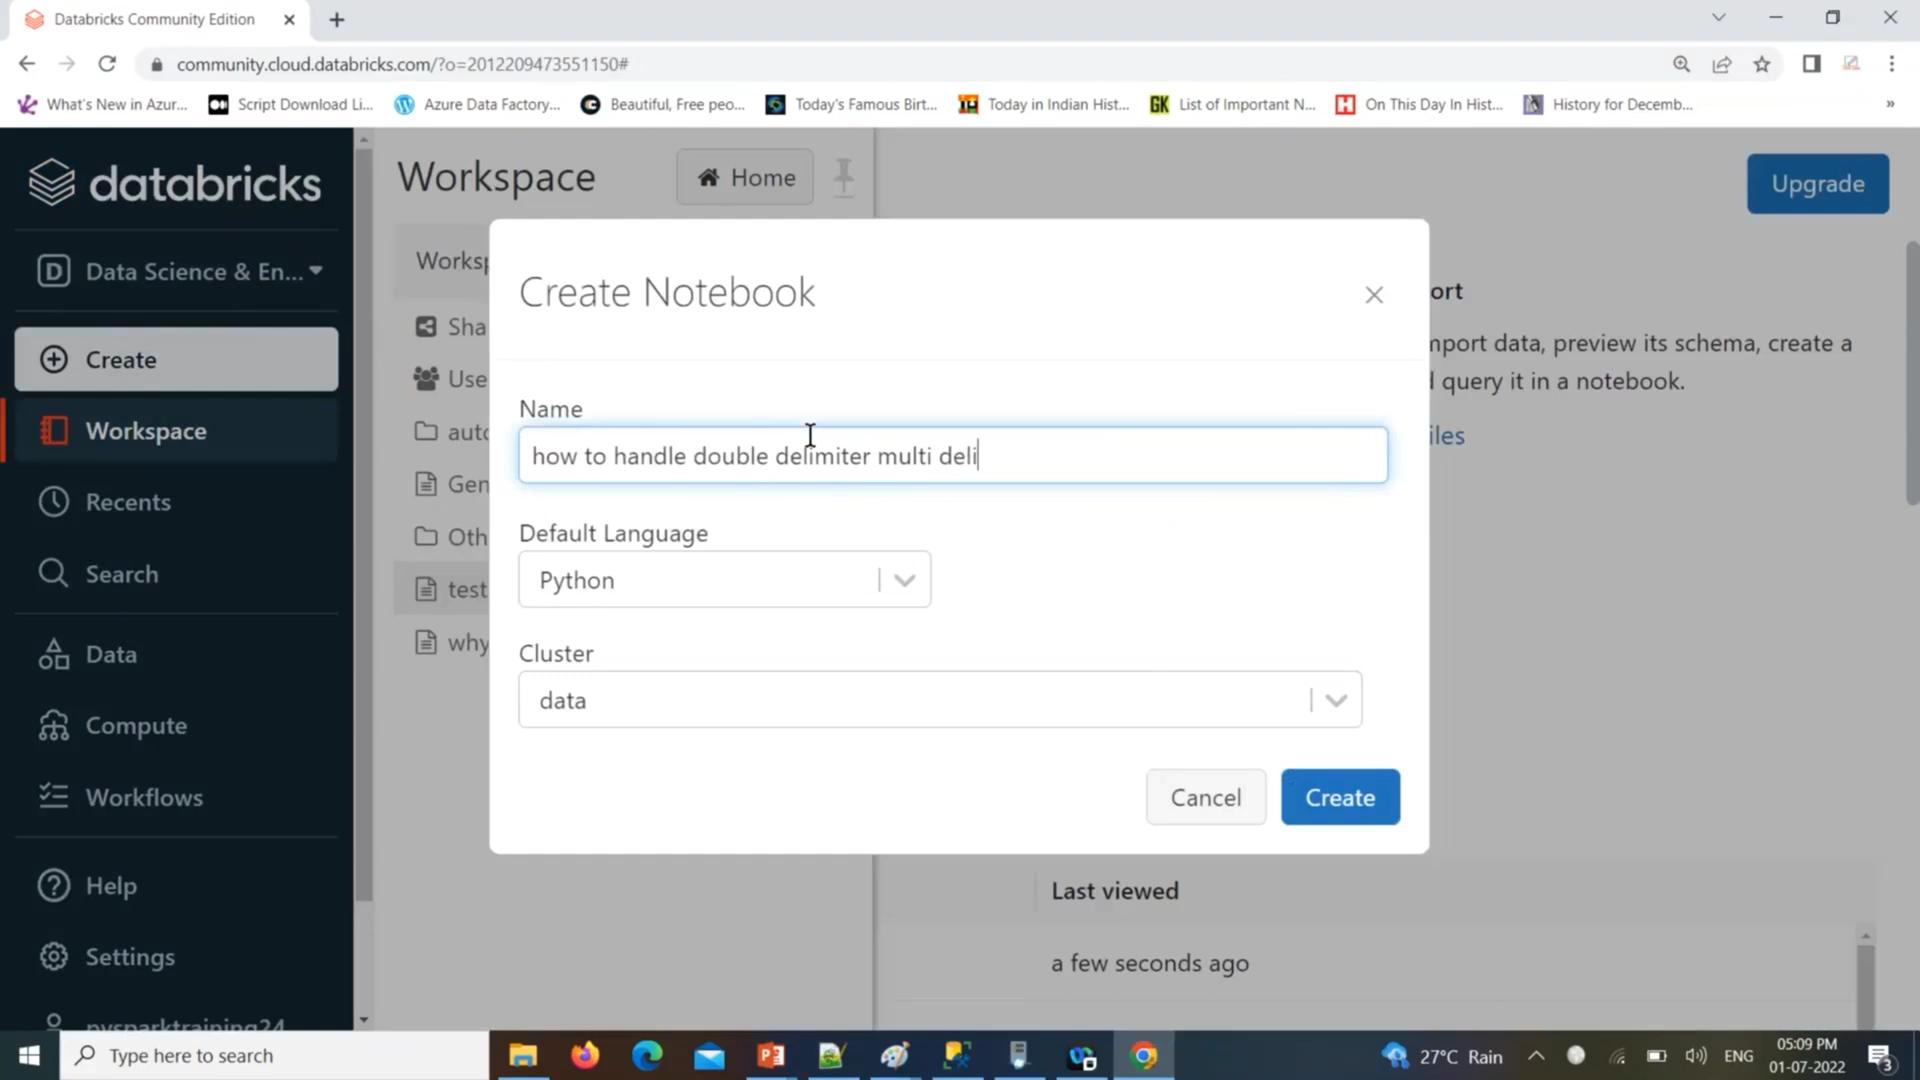 Databricks Community Edition
community.cloud.databricks.com/?o=2012209473551150#
What's New in Azur... Script Download Li... Azure Data Factory... Beautiful, Free peo... Today's Famous Birt... Today in Indian Hist... GK List of Important N... H On This Day In Hist... History for Decemb... »
databricks
D Data Science & En...
Create
Workspace
Recents
Search
Data
Compute
Workflows
Help
Settings
pysparktraining24
Workspace
Home
Worksp
Sha
Use
auto
Gen
Oth
test
why
Upgrade
ort
mport data, preview its schema, create a
d query it in a notebook.
iles
Create Notebook
Name
how to handle double delimiter multi deli
Default Language
Python
Cluster
data
Cancel
Create
Last viewed
a few seconds ago
Type here to search
27°C Rain
ENG
05:09 PM
01-07-2022
3